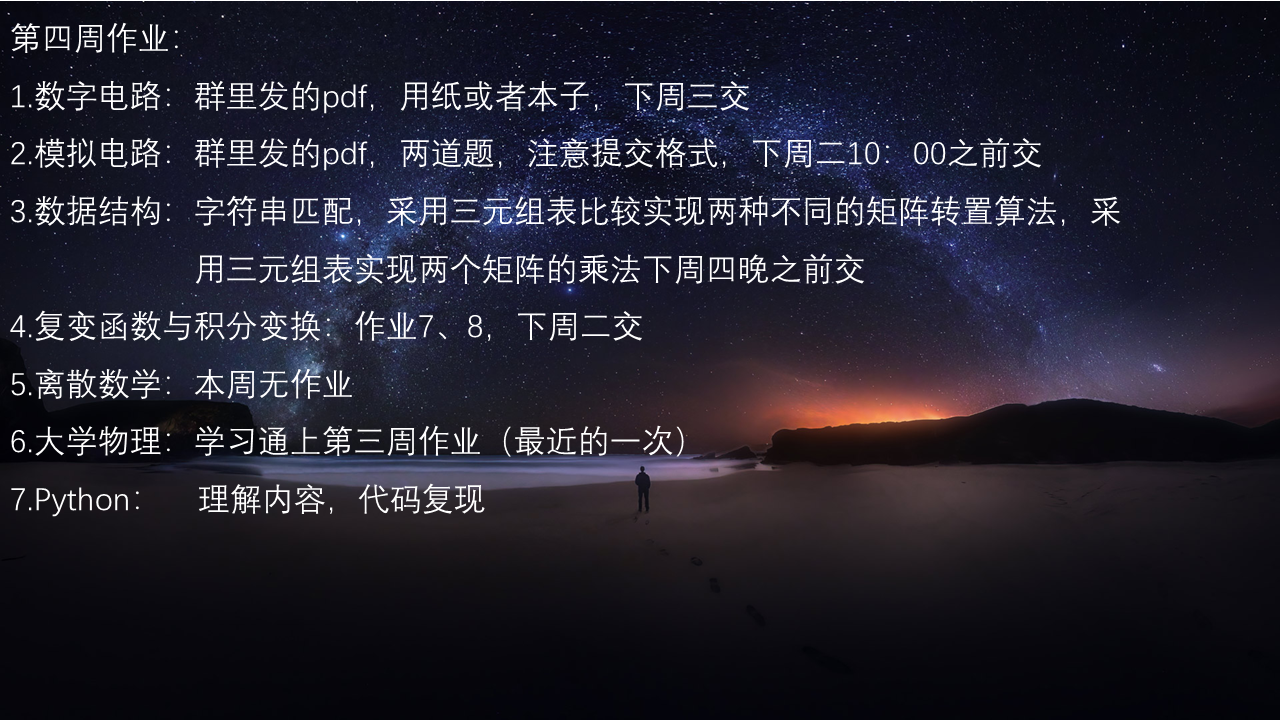 第四周作业：
1.数字电路：群里发的pdf，用纸或者本子，下周三交
2.模拟电路：群里发的pdf，两道题，注意提交格式，下周二10：00之前交
3.数据结构：字符串匹配，采用三元组表比较实现两种不同的矩阵转置算法，采
用三元组表实现两个矩阵的乘法下周四晚之前交
4.复变函数与积分变换：作业7、8，下周二交
5.离散数学：本周无作业
6.大学物理：学习通上第三周作业（最近的一次）
7.Python： 理解内容，代码复现